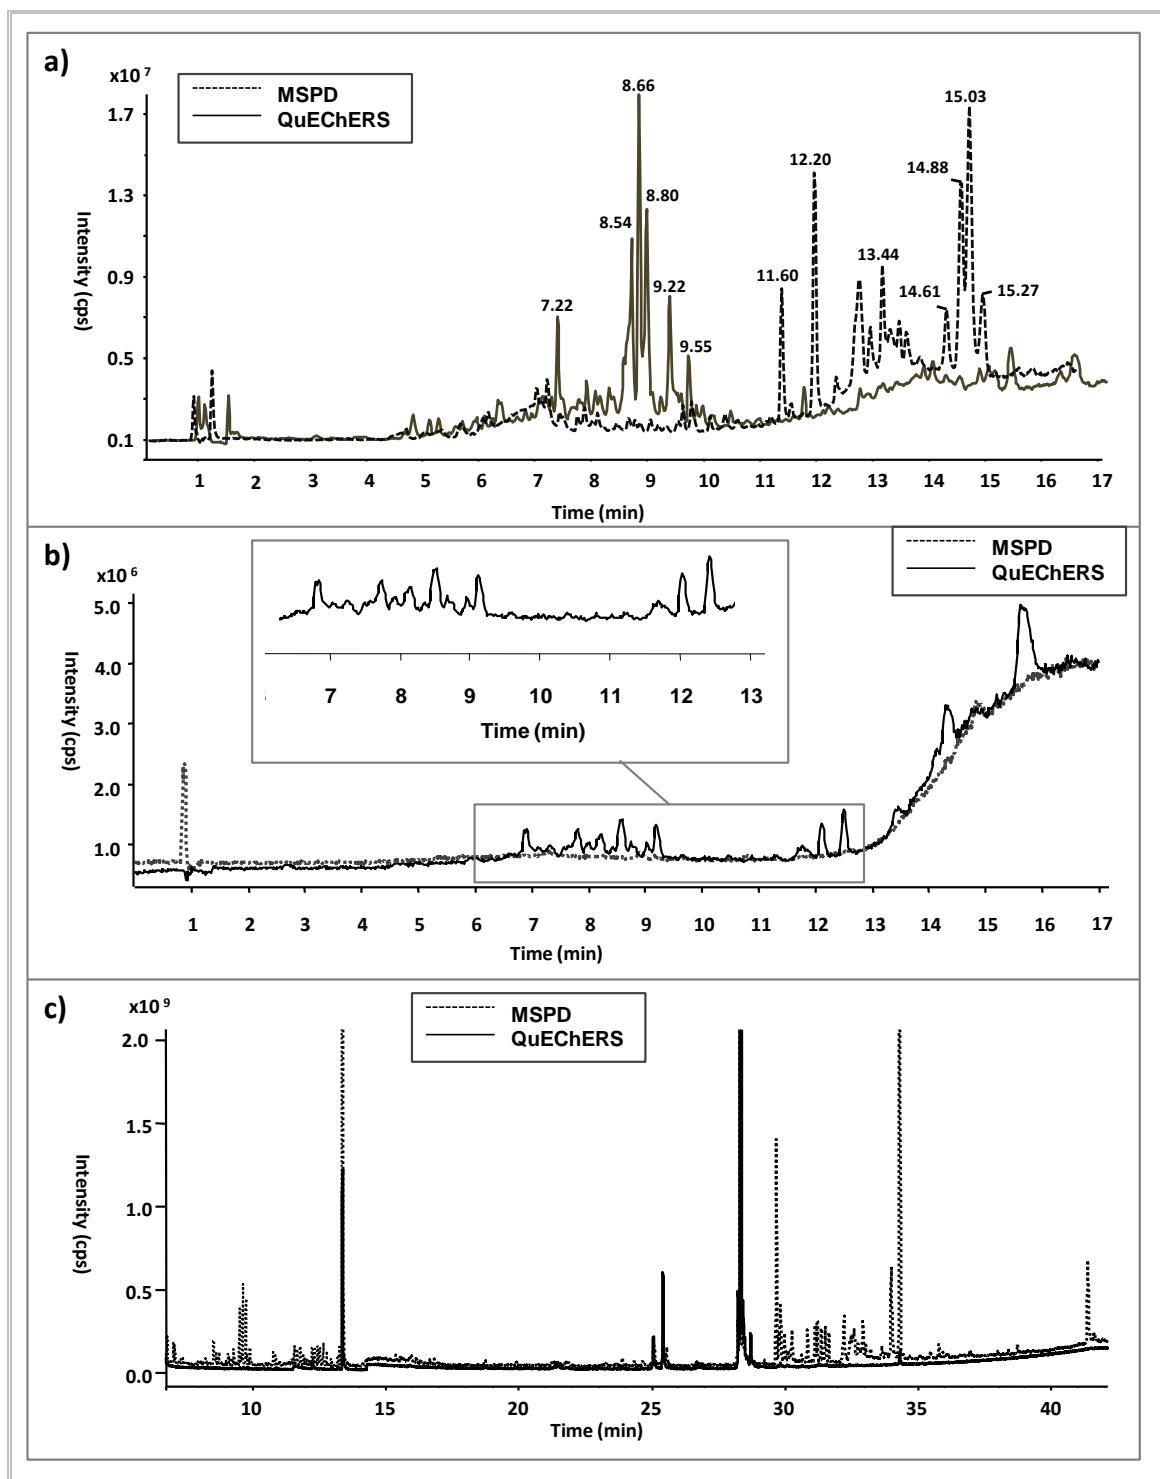 a)
x10 7
MSPD
QuEChERS
1.7
1.3
0.9
0.5
0.1
Intensity (cps)
7.22
8.54
8.66
8.80
9.22
9.55
11.60
12.20
13.44
14.61
14.88
15.03
15.27
1 2 3 4 5 6 7 8 9 10 11 12 13 14 15 16 17
Time (min)
b)
x10 6
MSPD
QuEChERS
5.0
4.0
3.0
2.0
1.0
Intensity (cps)
7 8 9 10 11 12 13
Time (min)
1 2 3 4 5 6 7 8 9 10 11 12 13 14 15 16 17
Time (min)
c)
x10 9
MSPD
QuEChERS
2.0
1.5
1.0
0.5
0.0
Intensity (cps)
10 15 20 25 30 35 40
Time (min)